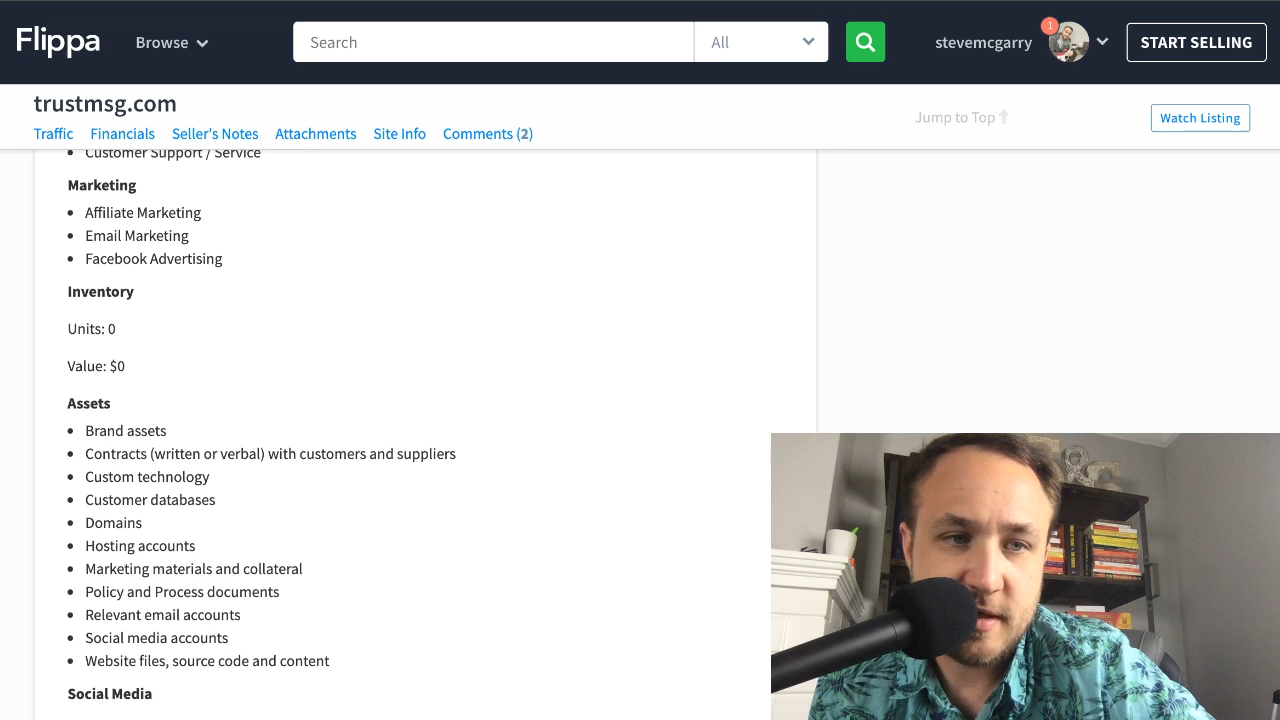 Flippa
Browse
Search
All
stevemcgarry
1
START SELLING
trustmsg.com
Traffic
Financials
Seller's Notes
Attachments
Site Info
Comments (2)
Jump to Top
Watch Listing
Customer Support / Service
Marketing
Affiliate Marketing
Email Marketing
Facebook Advertising
Inventory
Units: 0
Value: $0
Assets
Brand assets
Contracts (written or verbal) with customers and suppliers
Custom technology
Customer databases
Domains
Hosting accounts
Marketing materials and collateral
Policy and Process documents
Relevant email accounts
Social media accounts
Website files, source code and content
Social Media